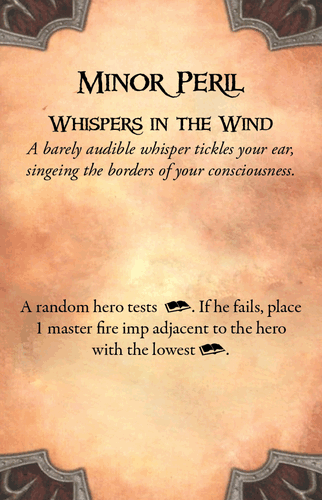 Minor Peril
Whispers in the Wind
A barely audible whisper tickles your ear,
singeing the borders of your consciousness.
A random hero tests . If he fails, place
1 master fire imp adjacent to the hero
with the lowest .